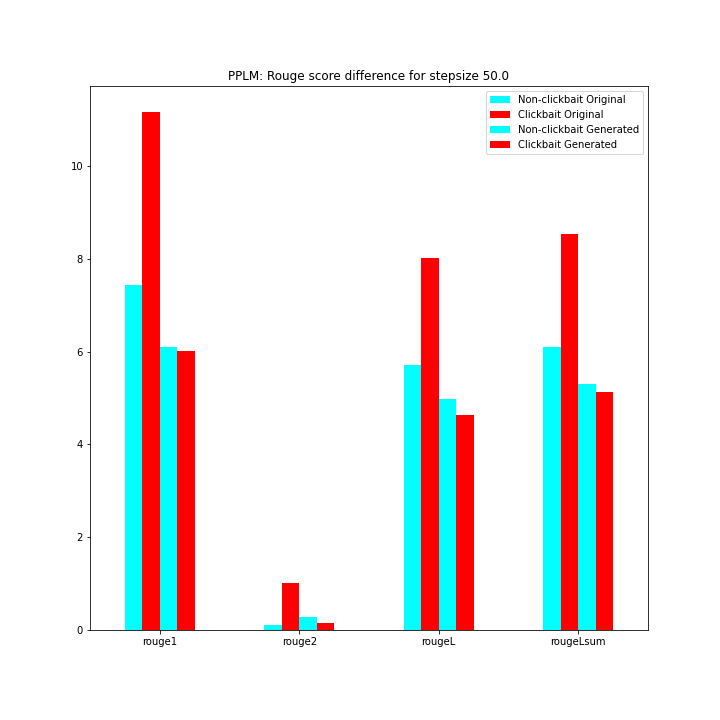 PPLM: Rouge score difference for stepsize 50.0
Non-clickbait Original
Clickbait Original
Non-clickbait Generated
Clickbait Generated
10
8
6
4
2
0
rouge1 rouge2 rougeL rougeLsum